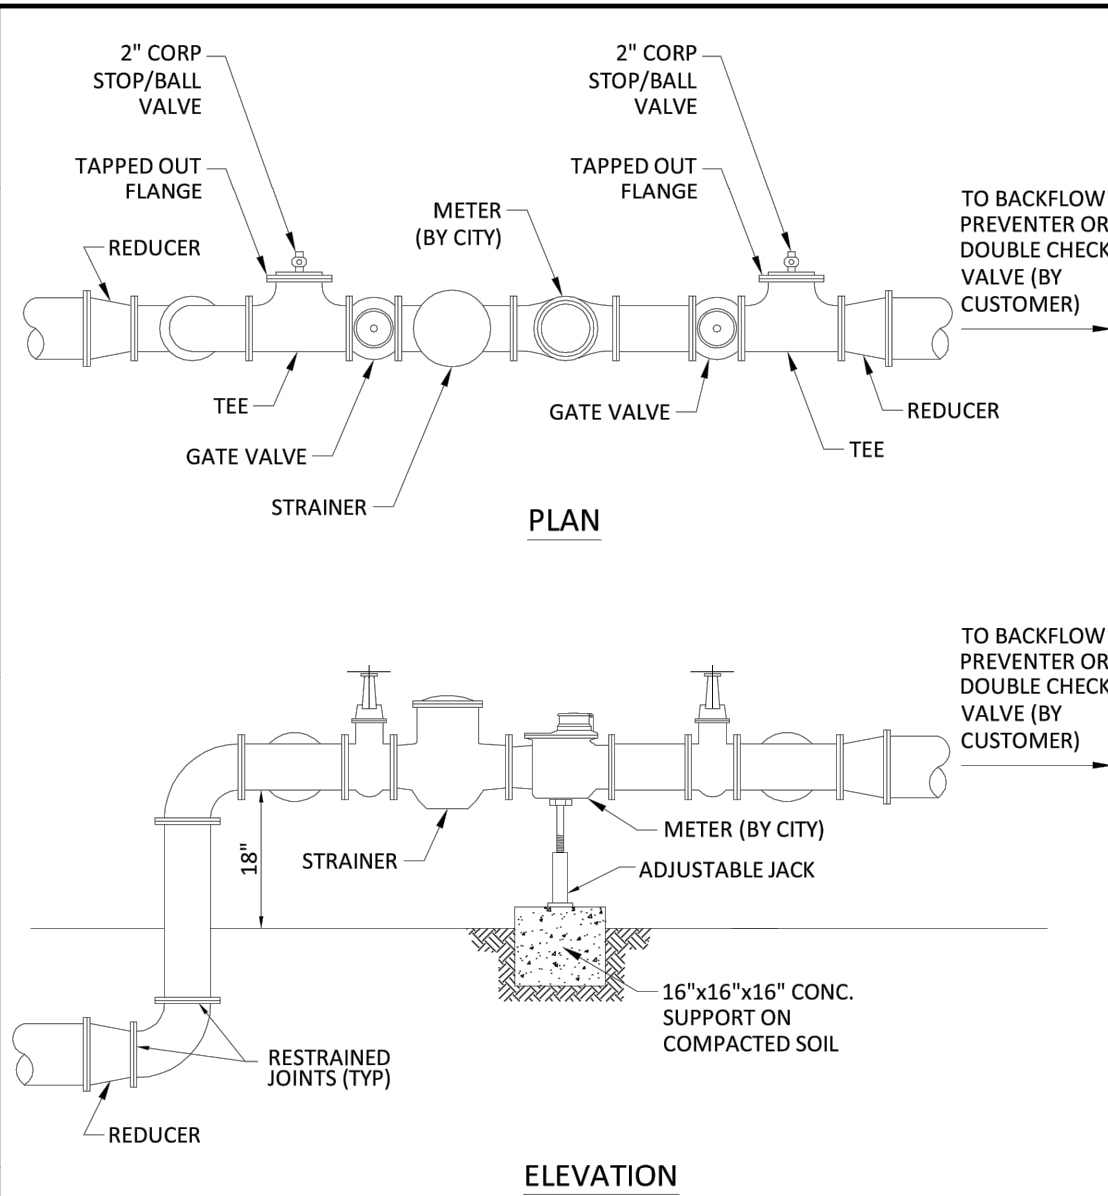 2" CORP
STOP/BALL
VALVE
2" CORP
STOP/BALL
VALVE
TAPPED OUT
FLANGE
TAPPED OUT
FLANGE
METER
(BY CITY)
REDUCER
TO BACKFLOW
PREVENTER OR
DOUBLE CHECK
VALVE (BY
CUSTOMER)
TEE
GATE VALVE
REDUCER
GATE VALVE
TEE
STRAINER
PLAN
TO BACKFLOW
PREVENTER OR
DOUBLE CHECK
VALVE (BY
CUSTOMER)
18"
STRAINER
METER (BY CITY)
ADJUSTABLE JACK
16"x16"x16" CONC.
SUPPORT ON
COMPACTED SOIL
RESTRAINED
JOINTS (TYP)
REDUCER
ELEVATION